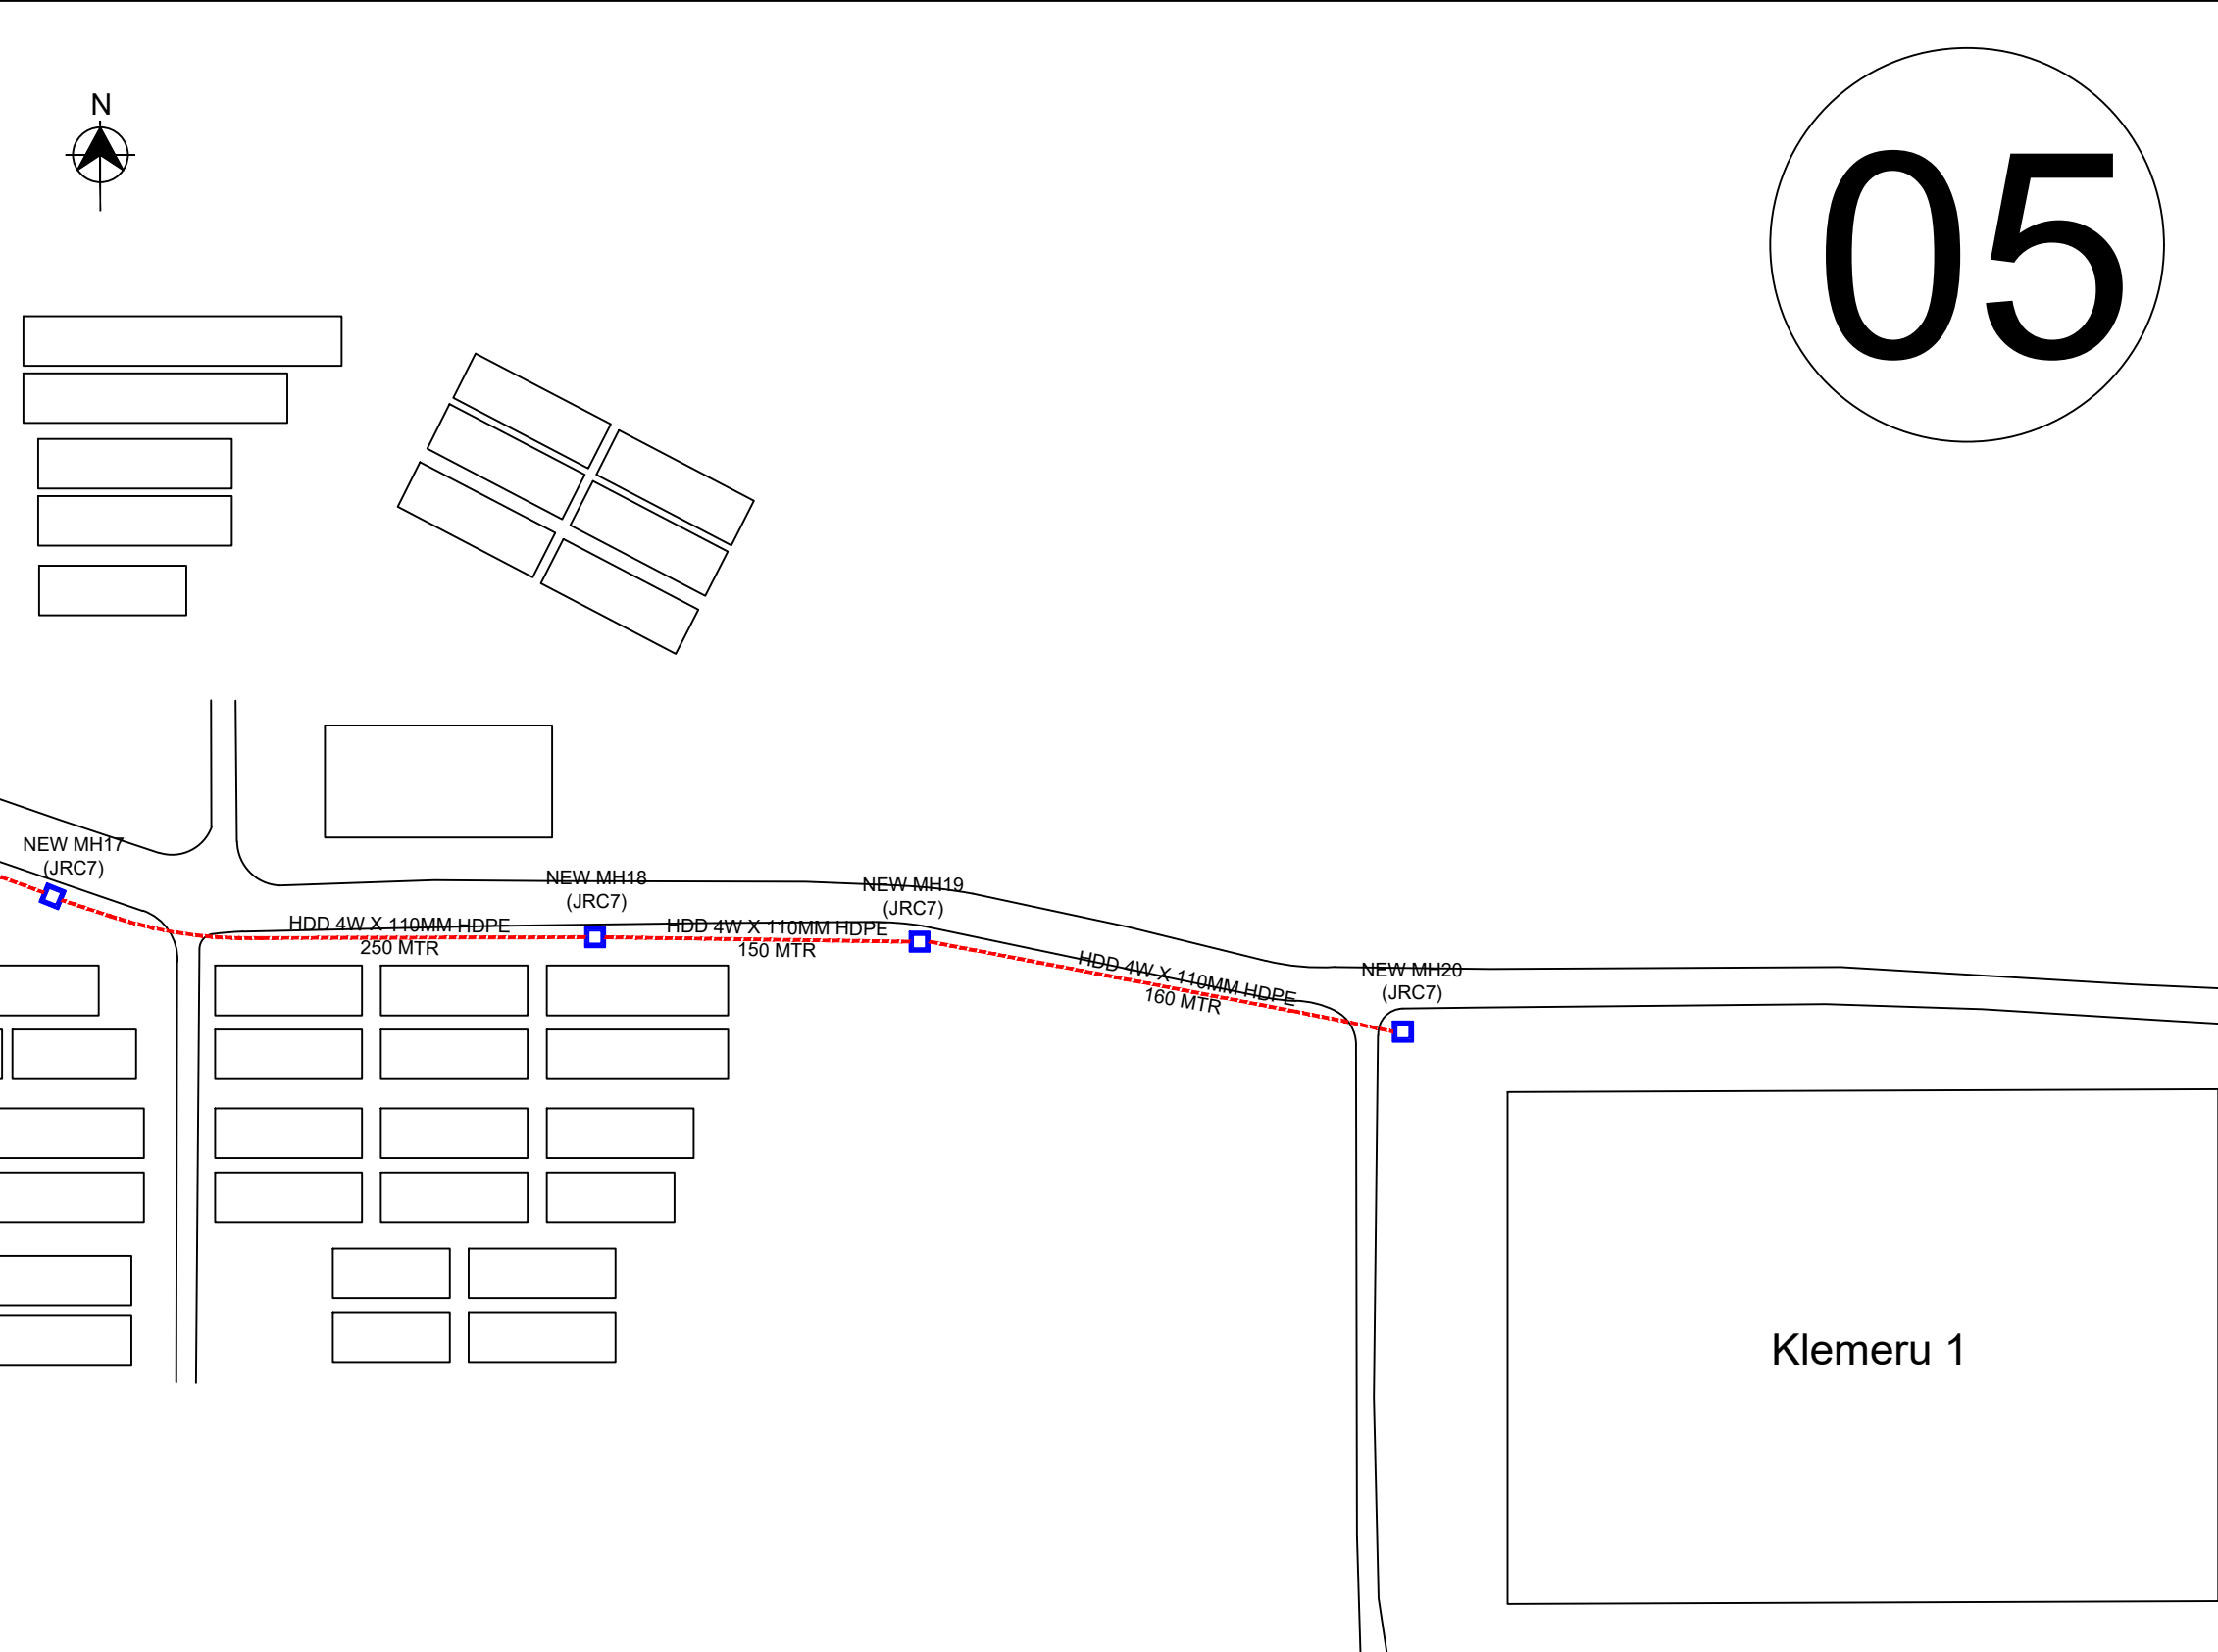 N
05
NEW MH17
(JRC7)
NEW MH18
(JRC7)
NEW MH19
(JRC7)
HDD 4W X 110MM HDPE
250 MTR
HDD 4W X 110MM HDPE
150 MTR
HDD 4W X 110MM HDPE
160 MTR
NEW MH20
(JRC7)
Klemeru 1